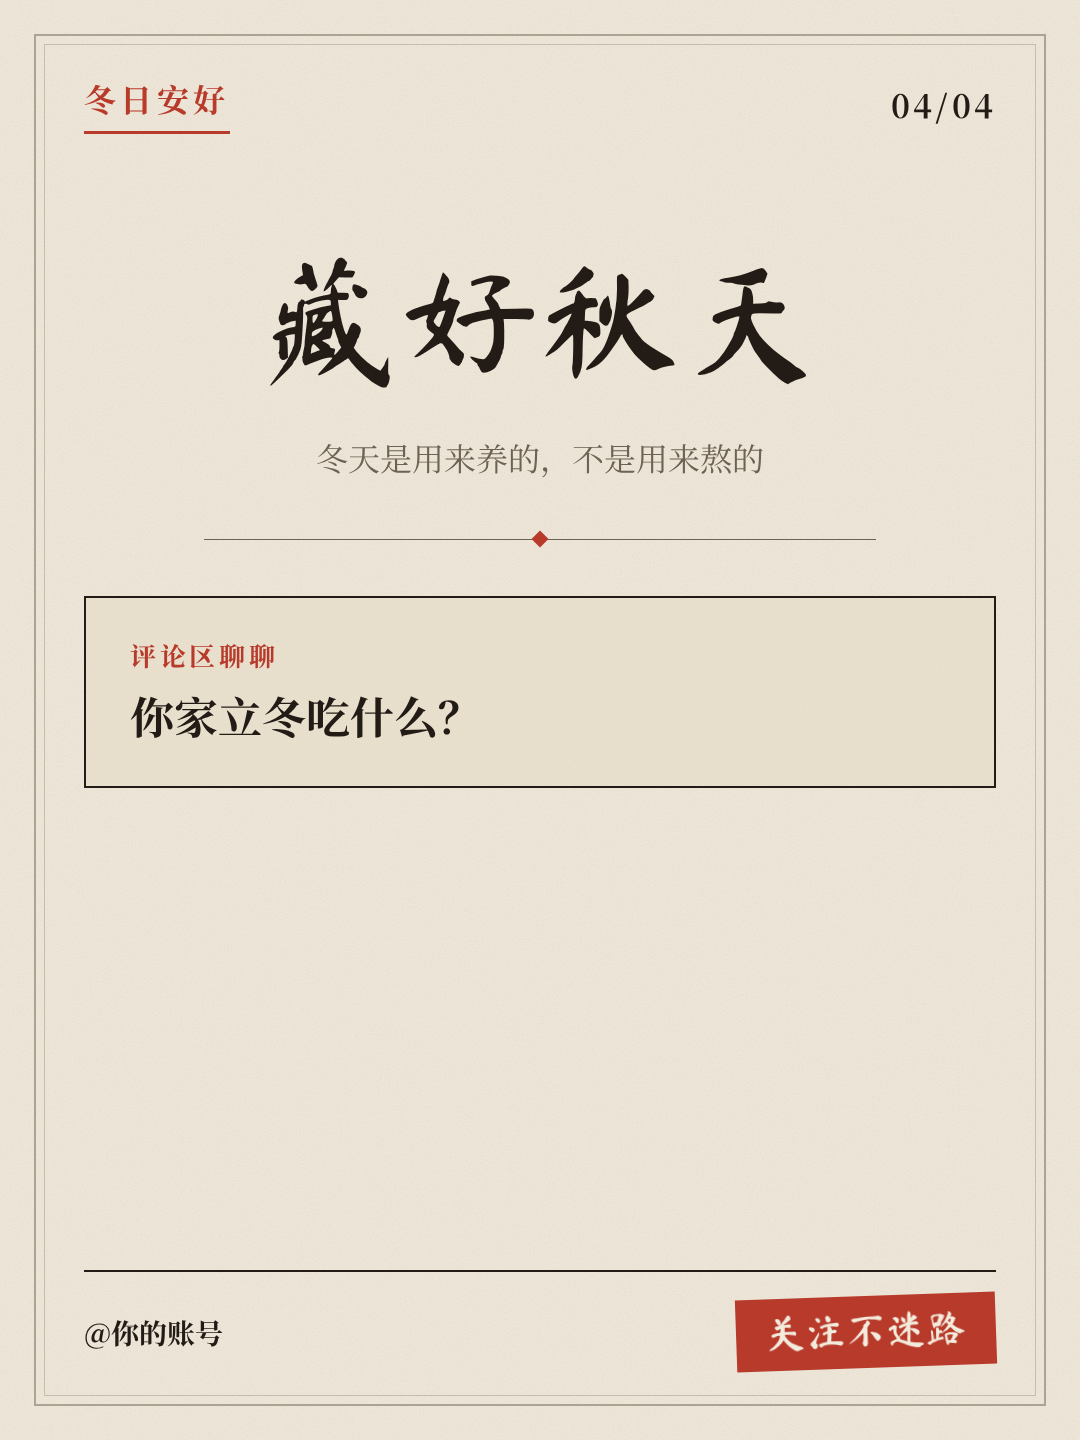 冬日安好
04/04
藏好秋天
冬天是用来养的，不是用来熬的
评论区聊聊
你家立冬吃什么？
@你的账号
关注不迷路